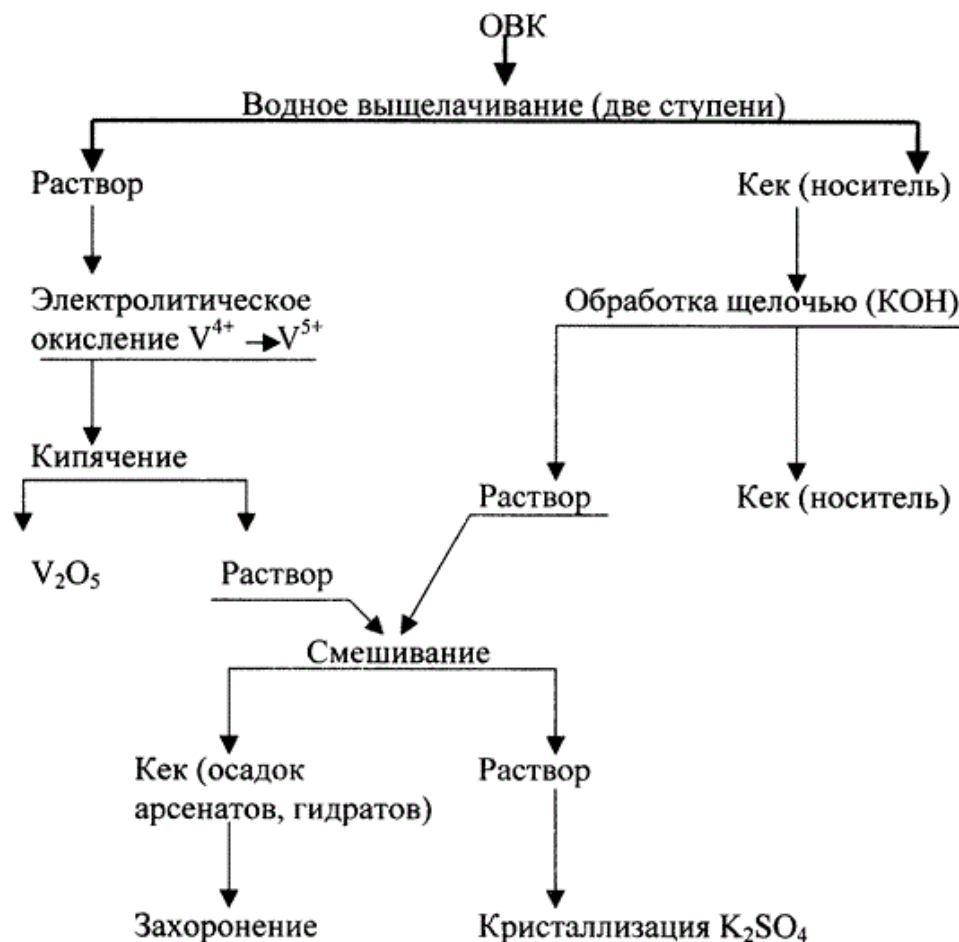 ОВК
Водное выщелачивание (две ступени)
Раствор
Кек (носитель)
Электролитическое
окисление V⁴⁺ → V⁵⁺
Обработка щелочью (КОН)
Кипячение
Раствор
Кек (носитель)
V₂O₅
Раствор
Смешивание
Кек (осадок
арсенатов, гидратов)
Раствор
Захоронение
Кристаллизация K₂SO₄